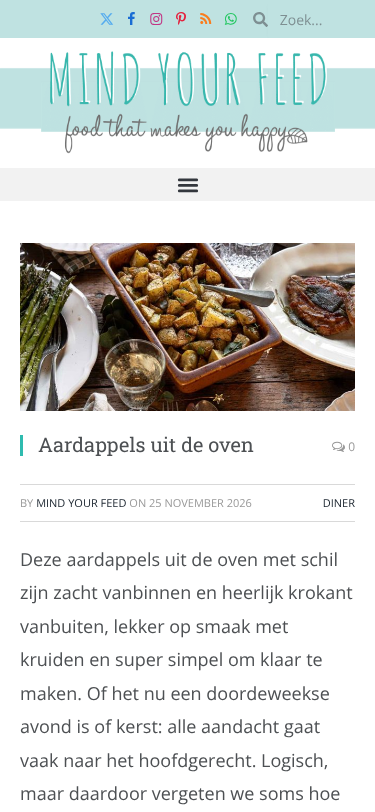 Zoek...
MIND YOUR FEED
food that makes you happy
Aardappels uit de oven
0
BY MIND YOUR FEED ON 25 NOVEMBER 2026
DINER
Deze aardappels uit de oven met schil
zijn zacht vanbinnen en heerlijk krokant
vanbuiten, lekker op smaak met
kruiden en super simpel om klaar te
maken. Of het nu een doordeweekse
avond is of kerst: alle aandacht gaat
vaak naar het hoofdgerecht. Logisch,
maar daardoor vergeten we soms hoe